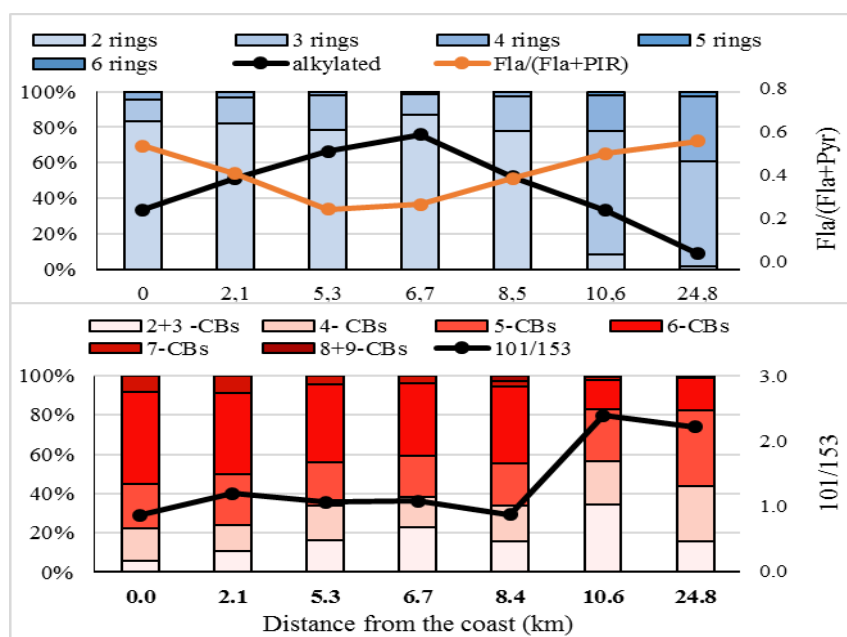 2 rings 3 rings 4 rings 5 rings
6 rings alkylated Fla/(Fla+PIR)
100% 0.8
80% 0.6
60% 0.4
40% 0.2
20% 0.0
0%
Fla/(Fla+Pyr)
0 2,1 5,3 6,7 8,5 10,6 24,8
2+3 -CBs 4- CBs 5-CBs 6-CBs
7-CBs 8+9-CBs 101/153
100% 3.0
80% 2.0
60% 1.0
40% 0.0
20%
0%
101/153
0.0 2.1 5.3 6.7 8.4 10.6 24.8
Distance from the coast (km)